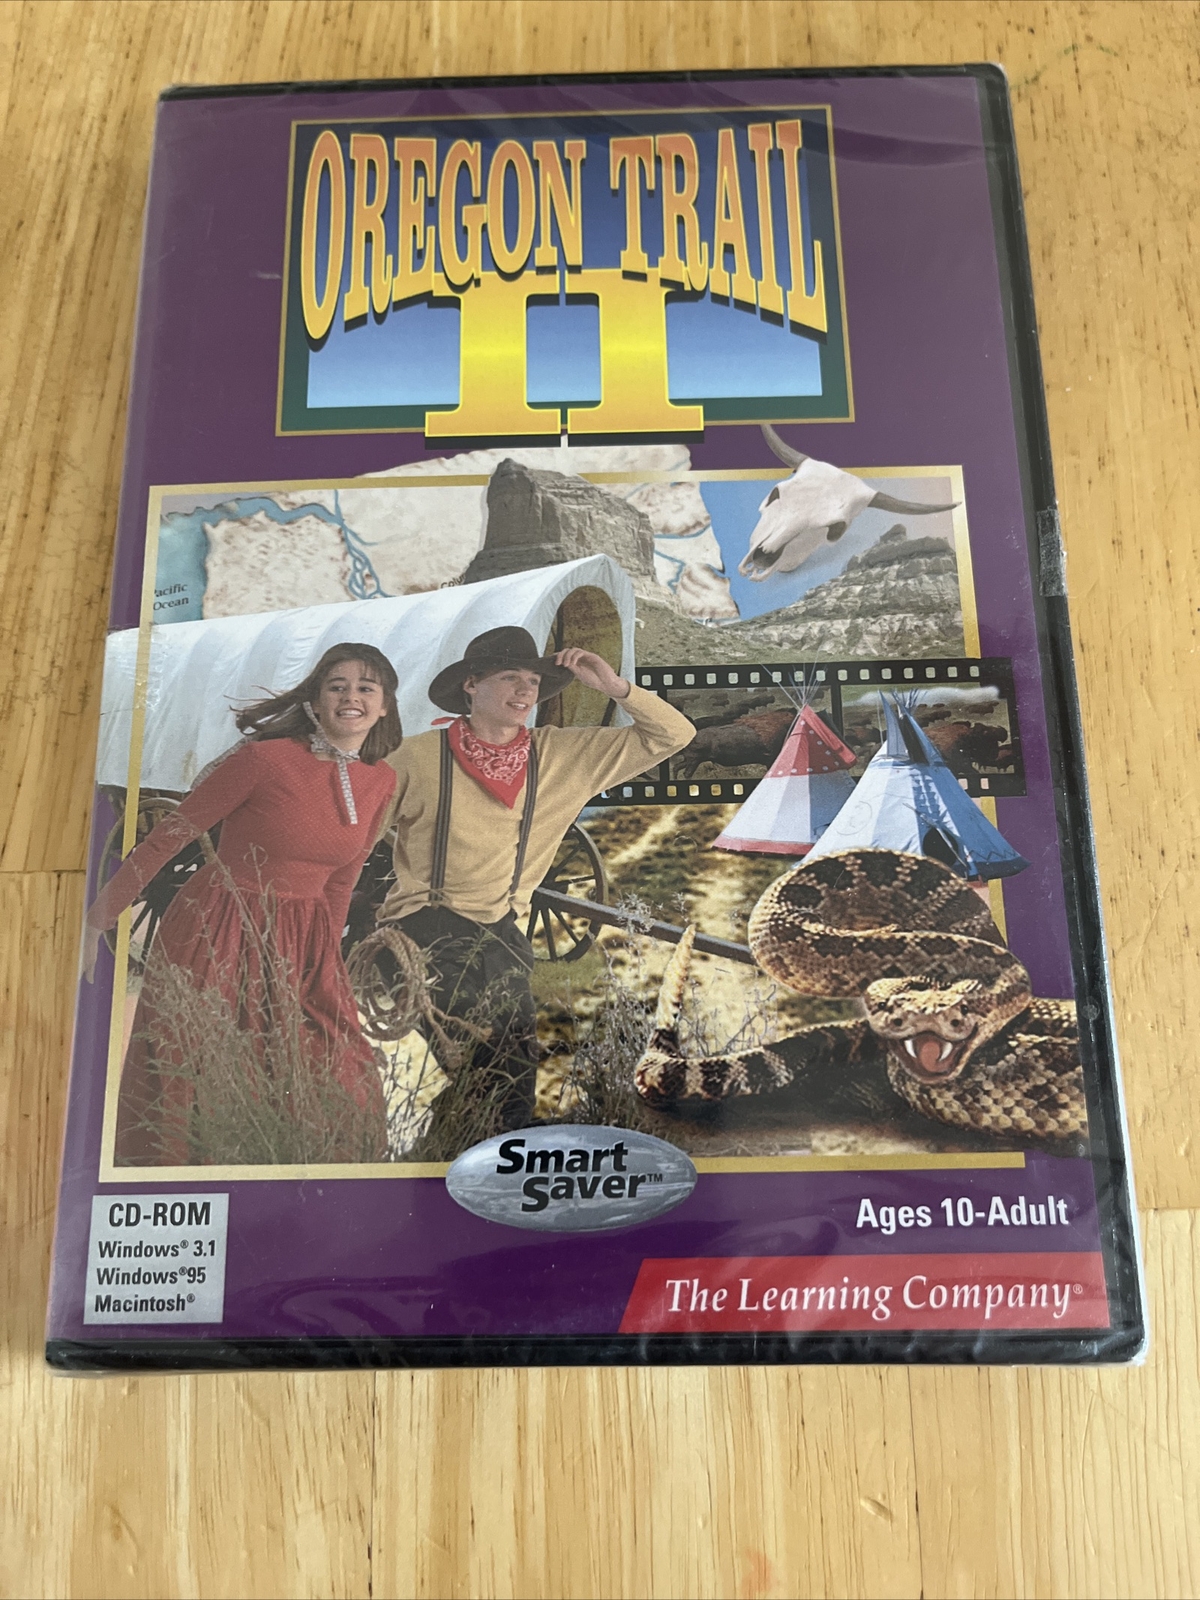 OREGON TRAIL
II
Pacific
Ocean
Smart
Saver™
CD-ROM
Windows® 3.1
Windows®95
Macintosh®
Ages 10-Adult
The Learning Company®